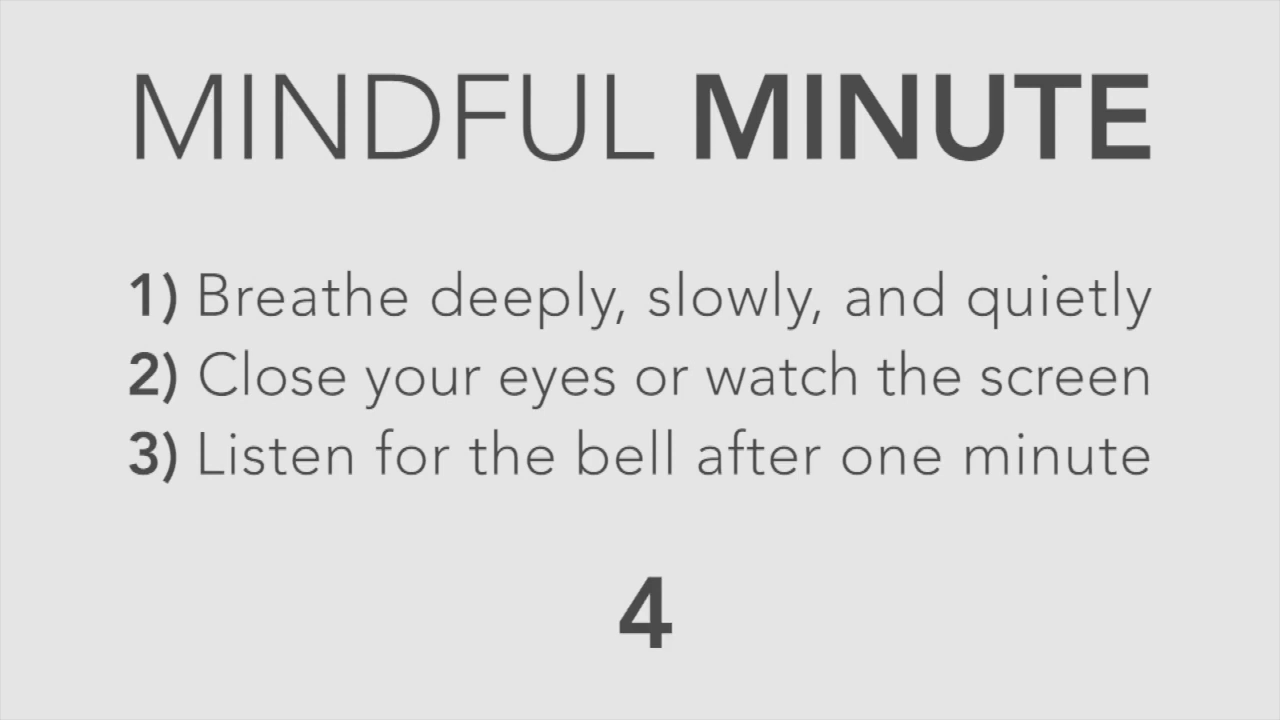 MINDFUL MINUTE
1) Breathe deeply, slowly, and quietly
2) Close your eyes or watch the screen
3) Listen for the bell after one minute
4